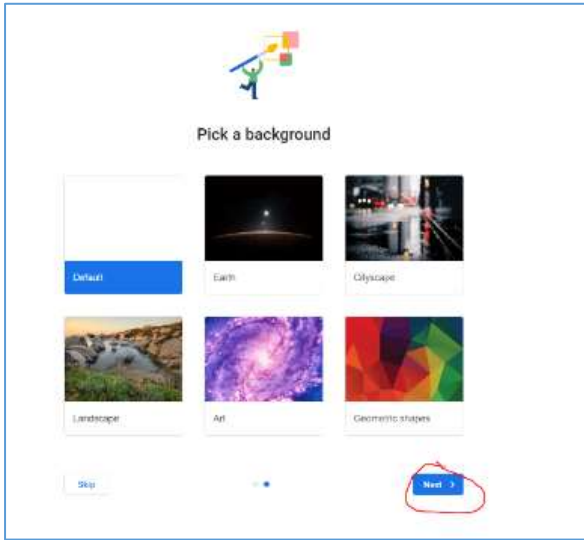 Pick a background
Default
Earth
Cityscape
Landscape
Art
Geometric shapes
Skip
Next